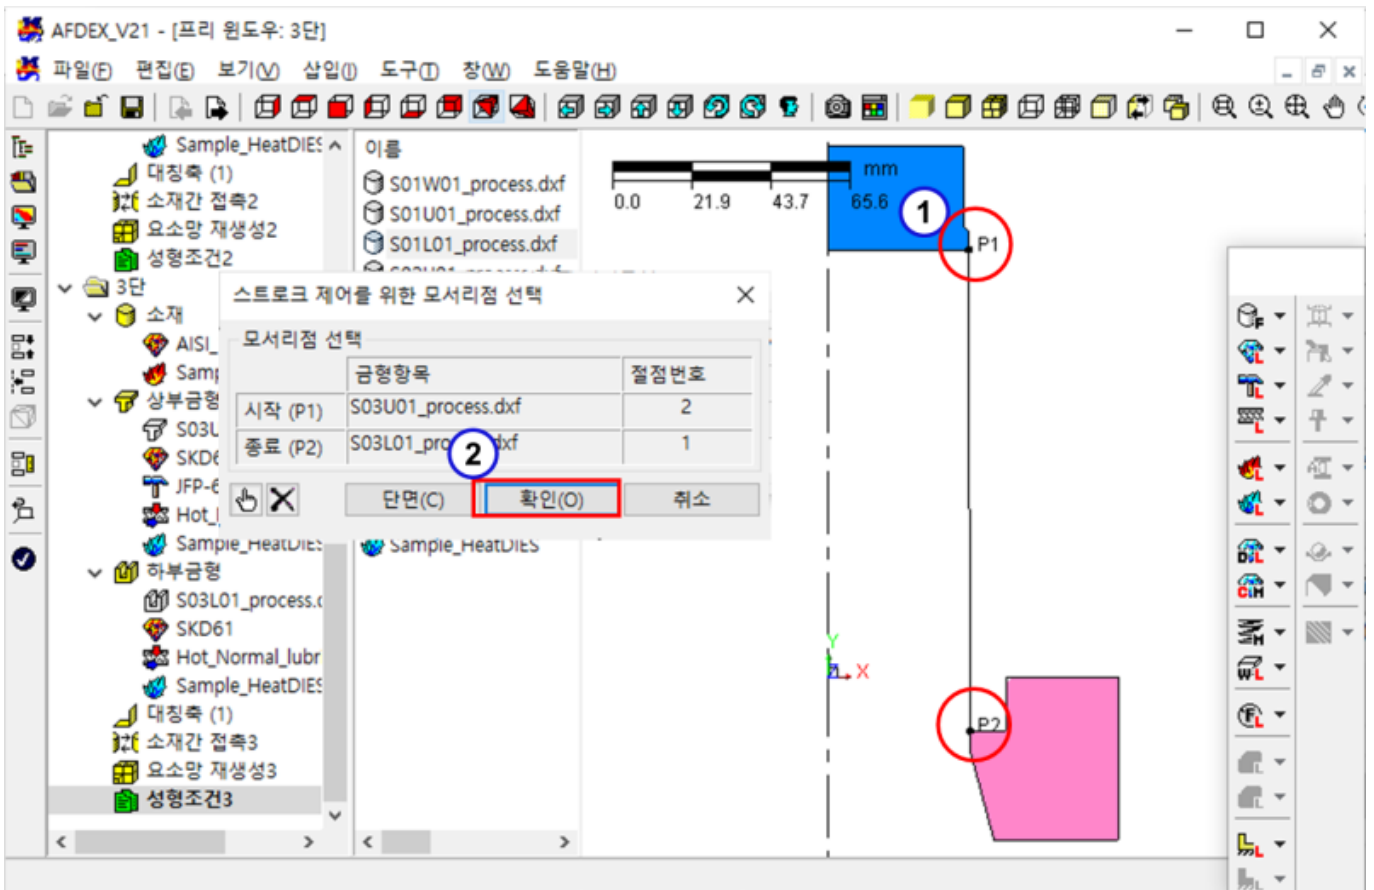 AFDEX_V21 - [프리 윈도우: 3단]
파일(F) 편집(E) 보기(V) 삽입(I) 도구(T) 창(W) 도움말(H)
Sample_HeatDIES
대칭축 (1)
소재간 접촉2
요소망 재생성2
성형조건2
3단
소재
AISI_
Samp
상부금형
S03U
SKD6
JFP-6
Hot_
Sample_HeatDIES
하부금형
S03L01_process.d
SKD61
Hot_Normal_lubr
Sample_HeatDIES
대칭축 (1)
소재간 접촉3
요소망 재생성3
성형조건3
이름
S01W01_process.dxf
S01U01_process.dxf
S01L01_process.dxf
Sample_HeatDIES
스트로크 제어를 위한 모서리점 선택
모서리점 선택
금형항목 절점번호
시작 (P1) S03U01_process.dxf 2
종료 (P2) S03L01_pro dxf 1
단면(C) 확인(O) 취소
mm
0.0 21.9 43.7 65.6
1
P1
2
Y
X
P2